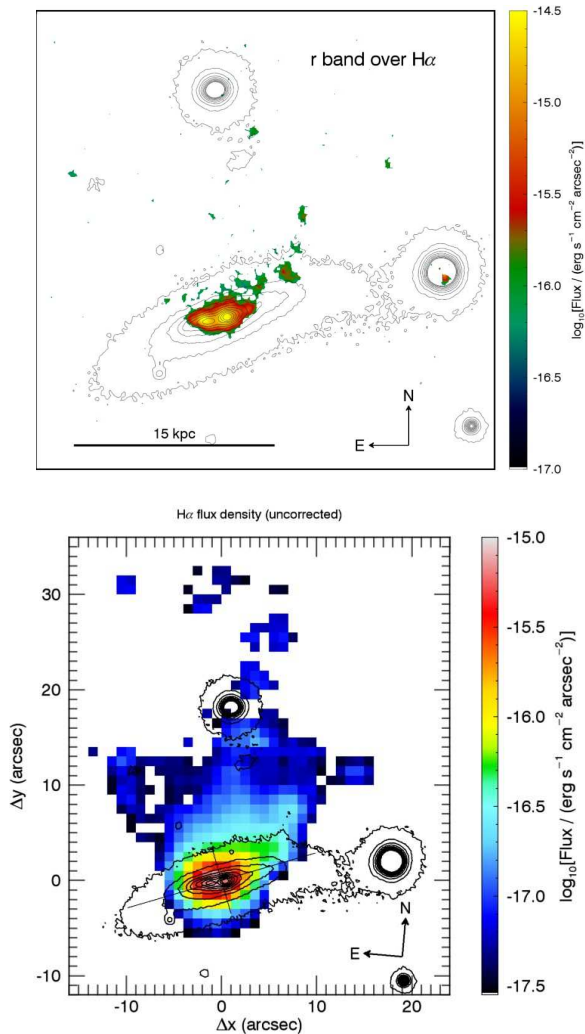 r band over Hα
-14.5
-15.0
-15.5
-16.0
-16.5
-17.0
log₁₀[Flux / (erg s⁻¹ cm⁻² arcsec⁻²)]
15 kpc
N
E
Hα flux density (uncorrected)
30
20
10
0
-10
-10
0
10
20
Δy (arcsec)
Δx (arcsec)
N
E
-15.0
-15.5
-16.0
-16.5
-17.0
-17.5
log₁₀[Flux / (erg s⁻¹ cm⁻² arcsec⁻²)]